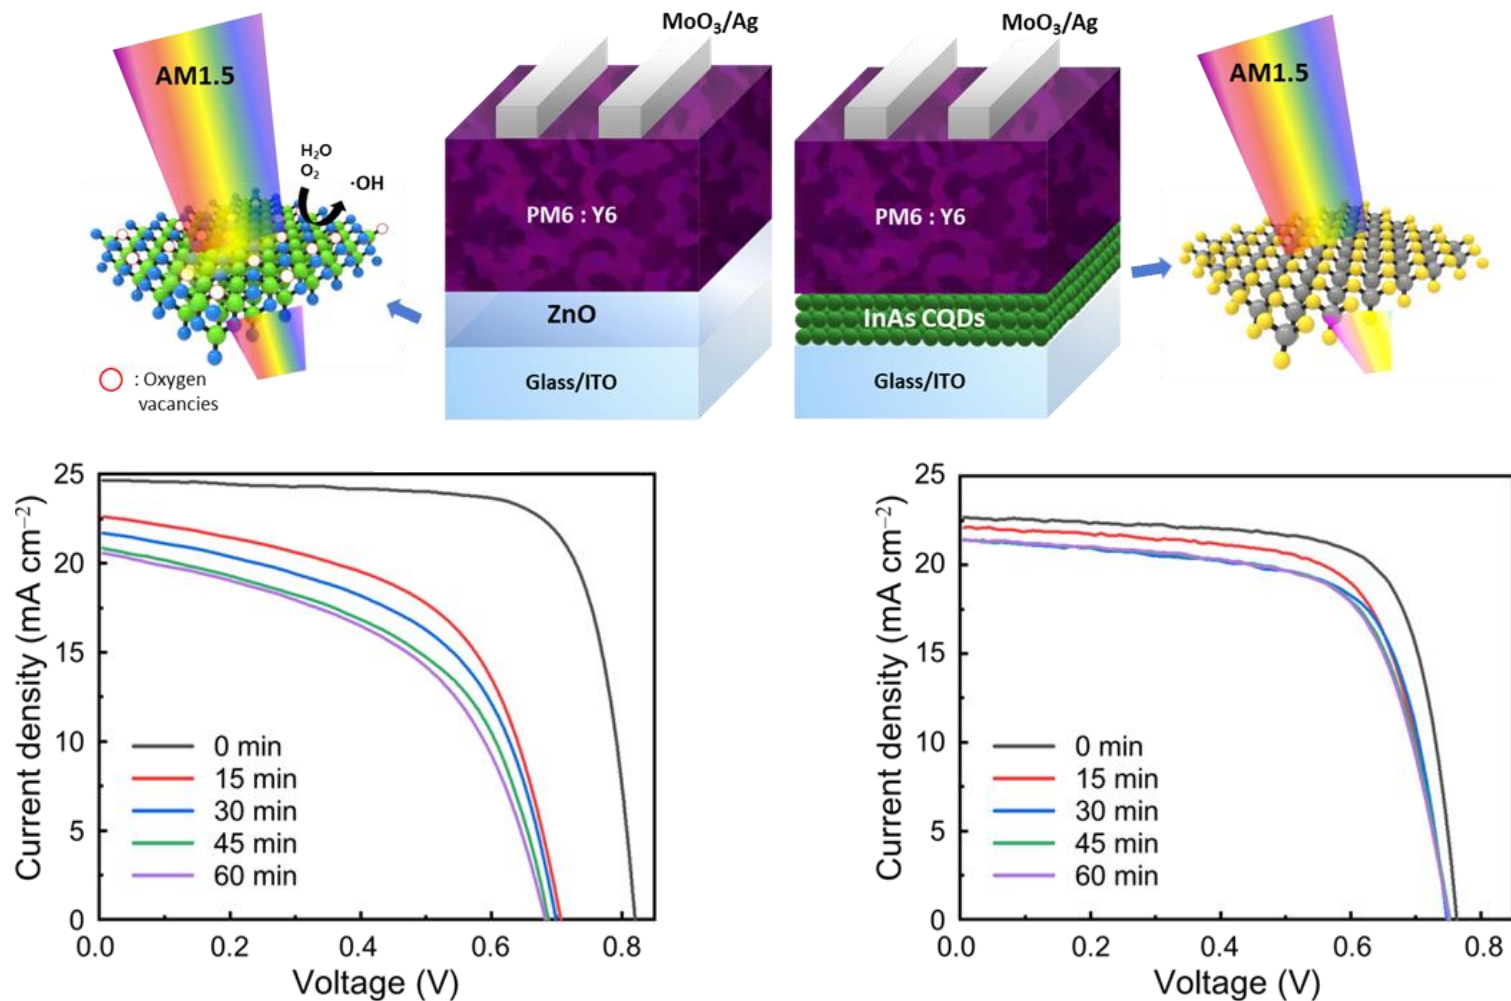 AM1.5
H₂O
O₂
·OH
: Oxygen
vacancies
MoO₃/Ag
PM6 : Y6
ZnO
Glass/ITO
MoO₃/Ag
PM6 : Y6
InAs CQDs
Glass/ITO
AM1.5
Current density (mA cm⁻²)
25
20
15
10
5
0
0 min
15 min
30 min
45 min
60 min
0.0 0.2 0.4 0.6 0.8
Voltage (V)
Current density (mA cm⁻²)
25
20
15
10
5
0
0 min
15 min
30 min
45 min
60 min
0.0 0.2 0.4 0.6 0.8
Voltage (V)